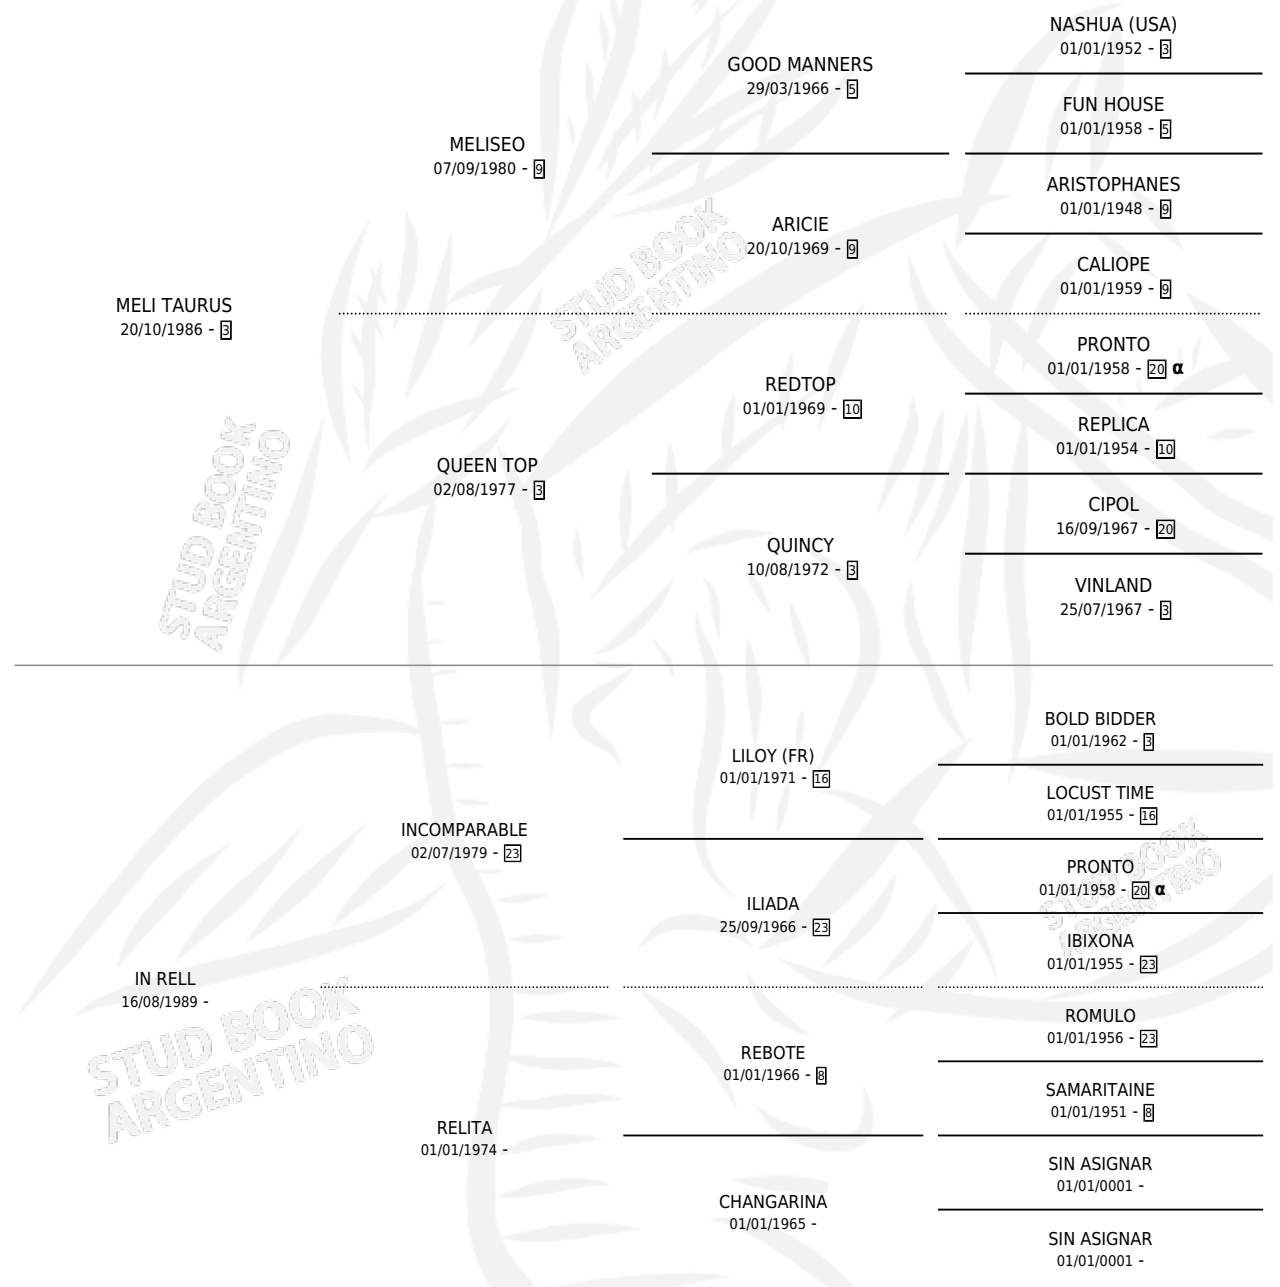 NASHUA (USA)
01/01/1952 - 3
GOOD MANNERS
29/03/1966 - 5
FUN HOUSE
01/01/1958 - 5
MELISEO
07/09/1980 - 9
ARISTOPHANES
01/01/1948 - 9
ARICIE
20/10/1969 - 9
CALIOPE
01/01/1959 - 9
MELI TAURUS
20/10/1986 - 3
PRONTO
01/01/1958 - 20 α
REDTOP
01/01/1969 - 10
REPLICA
01/01/1954 - 10
QUEEN TOP
02/08/1977 - 3
CIPOL
16/09/1967 - 20
QUINCY
10/08/1972 - 3
VINLAND
25/07/1967 - 3
BOLD BIDDER
01/01/1962 - 3
LILOY (FR)
01/01/1971 - 16
LOCUST TIME
01/01/1955 - 16
INCOMPARABLE
02/07/1979 - 23
PRONTO
01/01/1958 - 20 α
ILIADA
25/09/1966 - 23
IBIXONA
01/01/1955 - 23
IN RELL
16/08/1989 -
ROMULO
01/01/1956 - 23
REBOTE
01/01/1966 - 8
SAMARITAINE
01/01/1951 - 8
RELITA
01/01/1974 -
SIN ASIGNAR
01/01/0001 -
CHANGARINA
01/01/1965 -
SIN ASIGNAR
01/01/0001 -
STUD BOOK
ARGENTINO
STUD BOOK
ARGENTINO
STUD BOOK
ARGENTINO
STUD BOOK
ARGENTINO